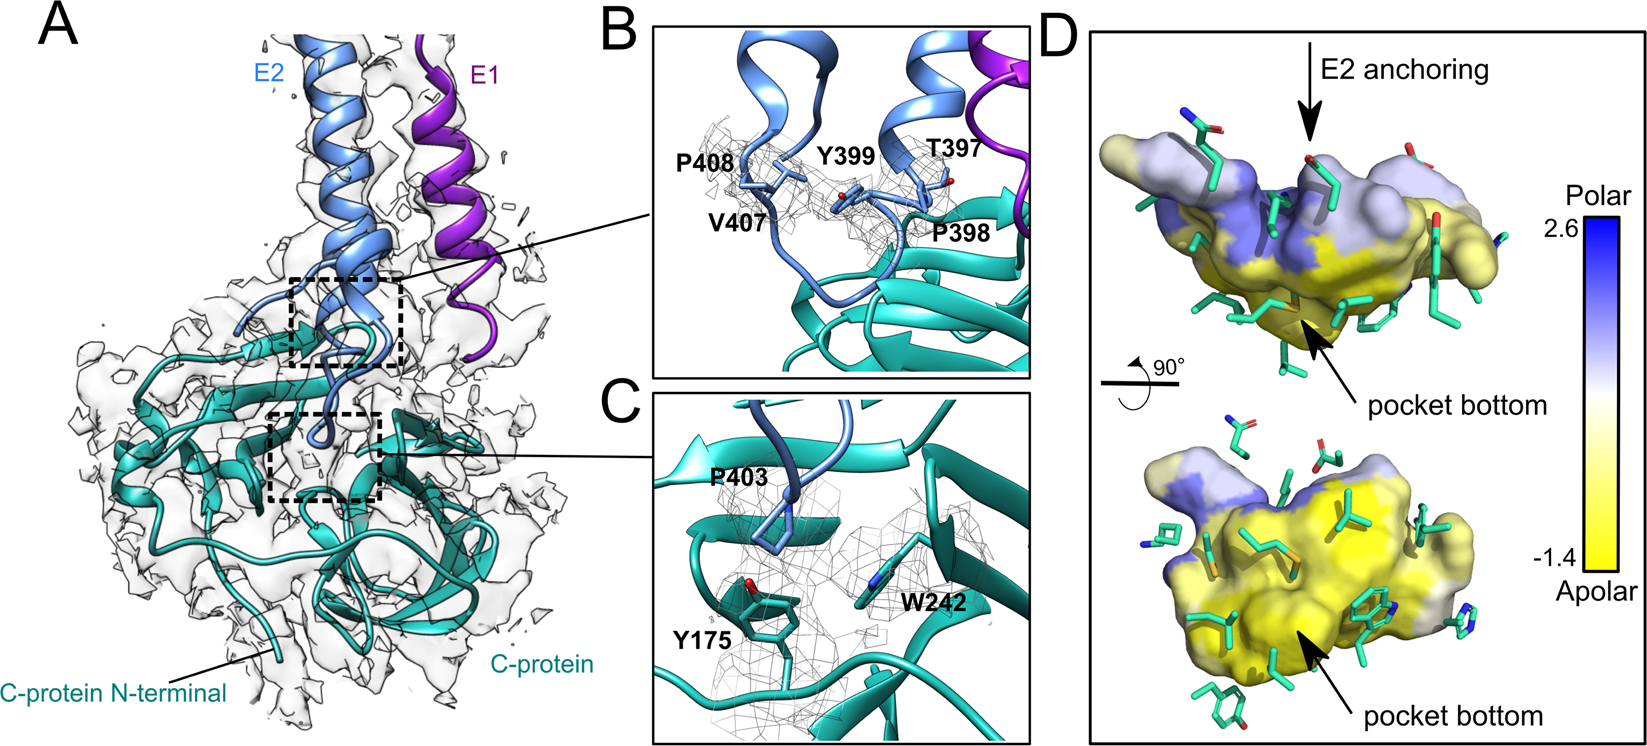 A
E2
E1
C-protein N-terminal
C-protein
B
P408
Y399
T397
V407
P398
C
P403
W242
Y175
D
E2 anchoring
pocket bottom
90°
pocket bottom
Polar
2.6
-1.4
Apolar